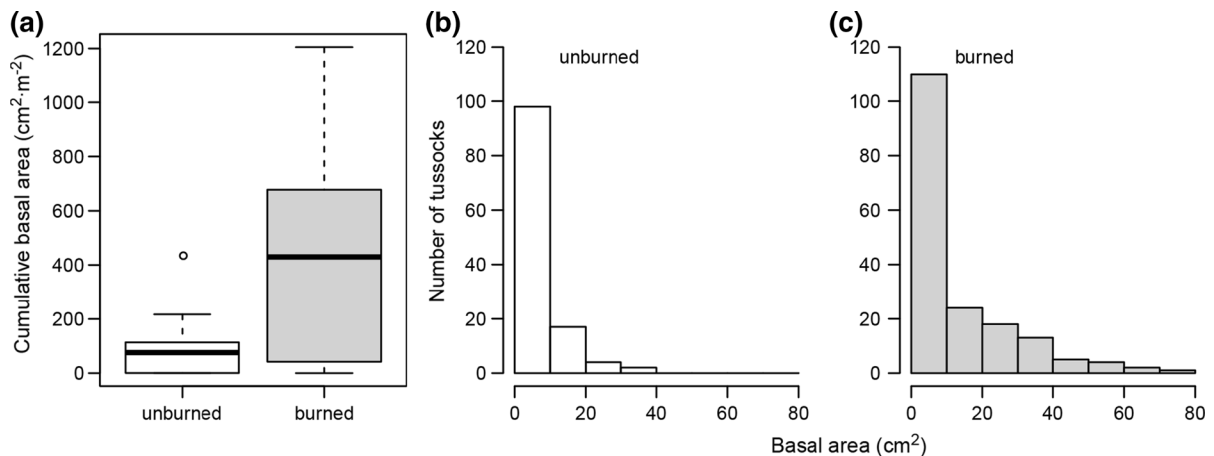 (a)
Cumulative basal area (cm²·m⁻²)
1200
1000
800
600
400
200
0
unburned
burned
(b)
unburned
Number of tussocks
120
100
80
60
40
20
0
0 20 40 60 80
(c)
burned
120
100
80
60
40
20
0
0 20 40 60 80
Basal area (cm²)